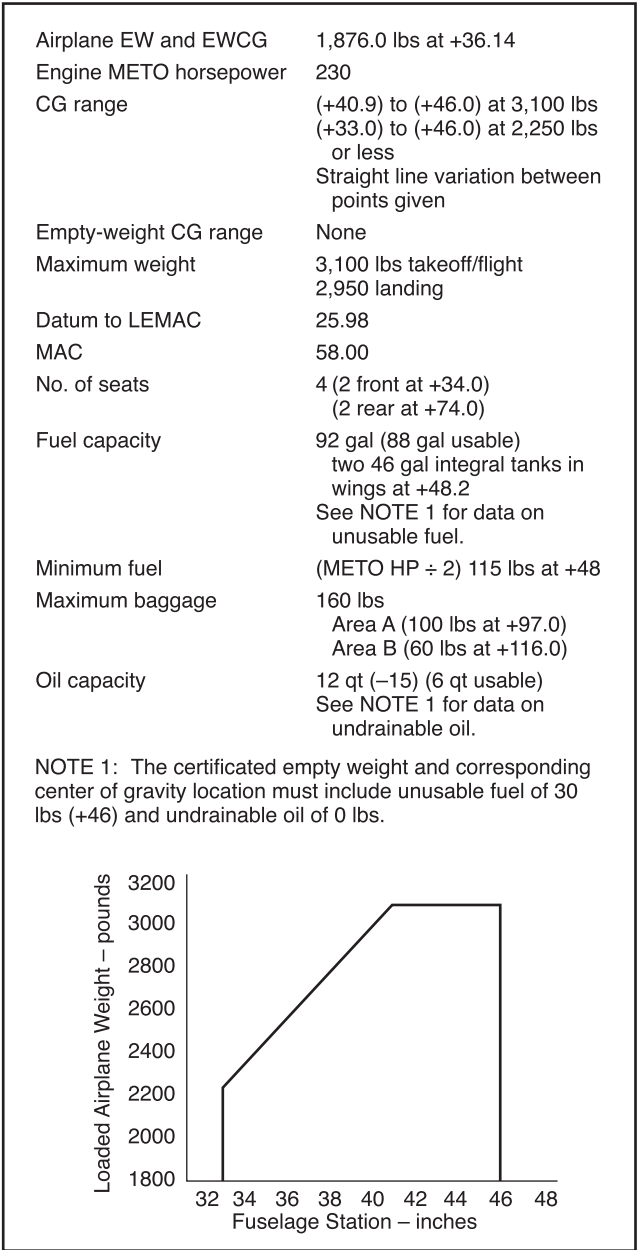 Airplane EW and EWCG 1,876.0 lbs at +36.14
Engine METO horsepower 230
CG range (+40.9) to (+46.0) at 3,100 lbs
(+33.0) to (+46.0) at 2,250 lbs
or less
Straight line variation between
points given
Empty-weight CG range None
Maximum weight 3,100 lbs takeoff/flight
2,950 landing
Datum to LEMAC 25.98
MAC 58.00
No. of seats 4 (2 front at +34.0)
(2 rear at +74.0)
Fuel capacity 92 gal (88 gal usable)
two 46 gal integral tanks in
wings at +48.2
See NOTE 1 for data on
unusable fuel.
Minimum fuel (METO HP ÷ 2) 115 lbs at +48
Maximum baggage 160 lbs
Area A (100 lbs at +97.0)
Area B (60 lbs at +116.0)
Oil capacity 12 qt (–15) (6 qt usable)
See NOTE 1 for data on
undrainable oil.
NOTE 1: The certificated empty weight and corresponding
center of gravity location must include unusable fuel of 30
lbs (+46) and undrainable oil of 0 lbs.
Loaded Airplane Weight – pounds
3200
3000
2800
2600
2400
2200
2000
1800
32 34 36 38 40 42 44 46 48
Fuselage Station – inches